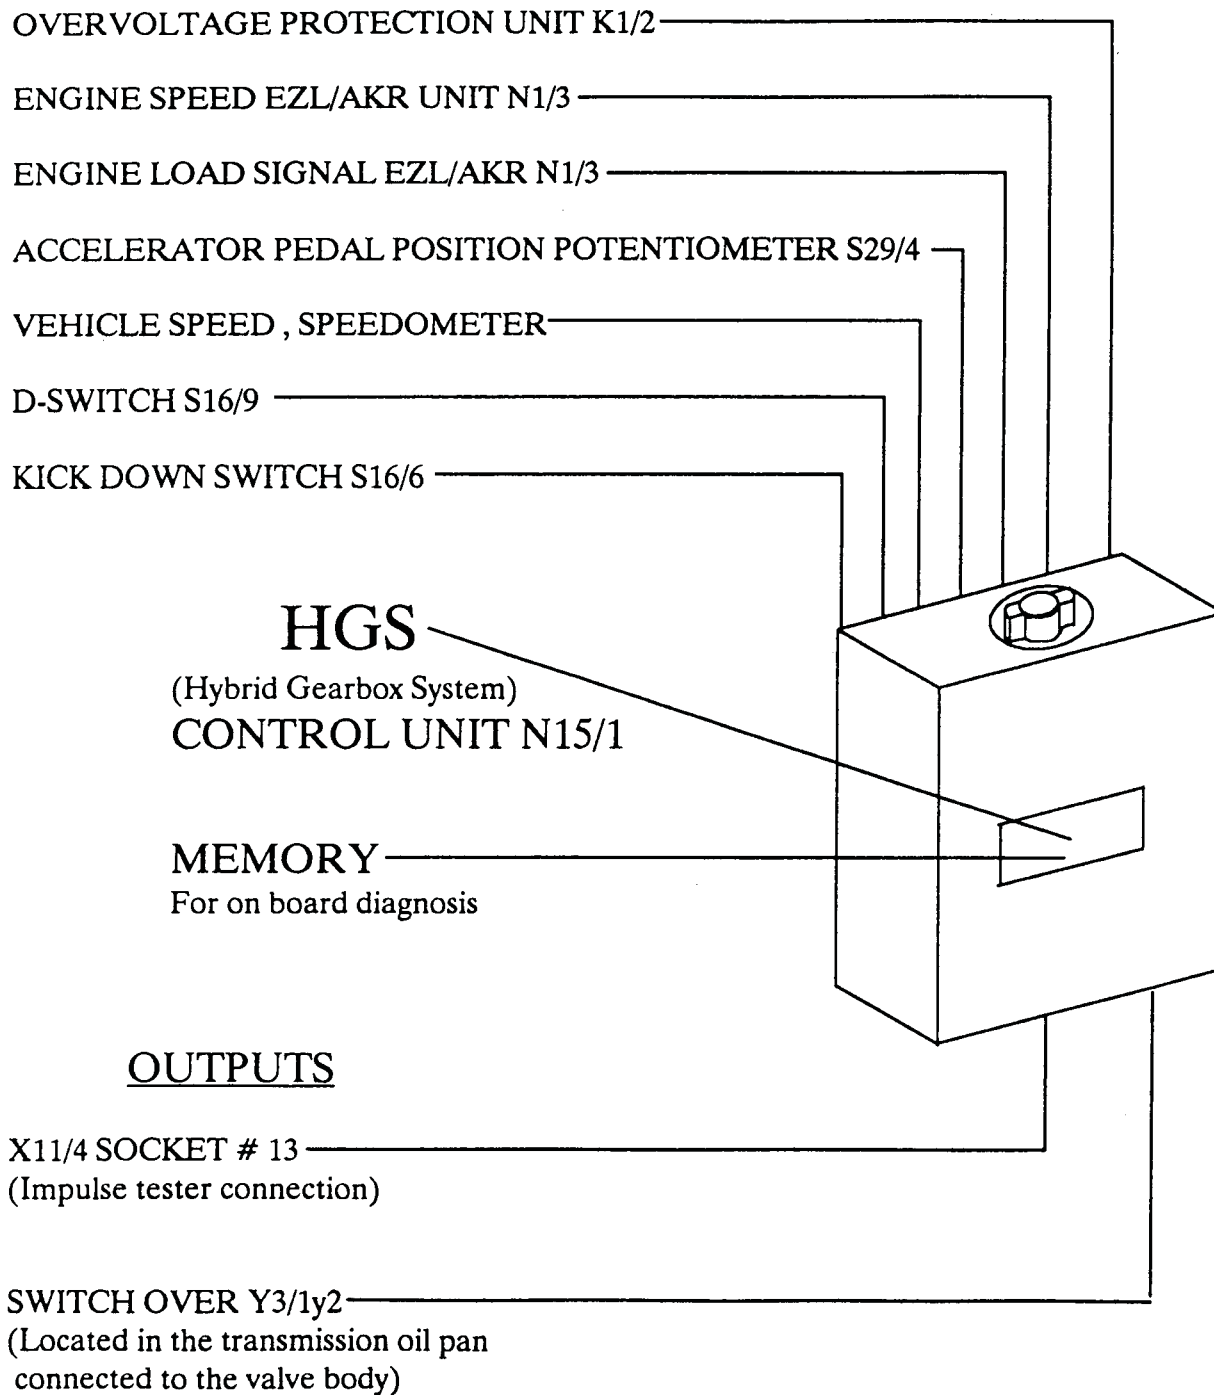 OVERVOLTAGE PROTECTION UNIT K1/2
ENGINE SPEED EZL/AKR UNIT N1/3
ENGINE LOAD SIGNAL EZL/AKR N1/3
ACCELERATOR PEDAL POSITION POTENTIOMETER S29/4
VEHICLE SPEED , SPEEDOMETER
D-SWITCH S16/9
KICK DOWN SWITCH S16/6
HGS
(Hybrid Gearbox System)
CONTROL UNIT N15/1
MEMORY
For on board diagnosis
OUTPUTS
X11/4 SOCKET # 13
(Impulse tester connection)
SWITCH OVER Y3/1y2
(Located in the transmission oil pan
connected to the valve body)